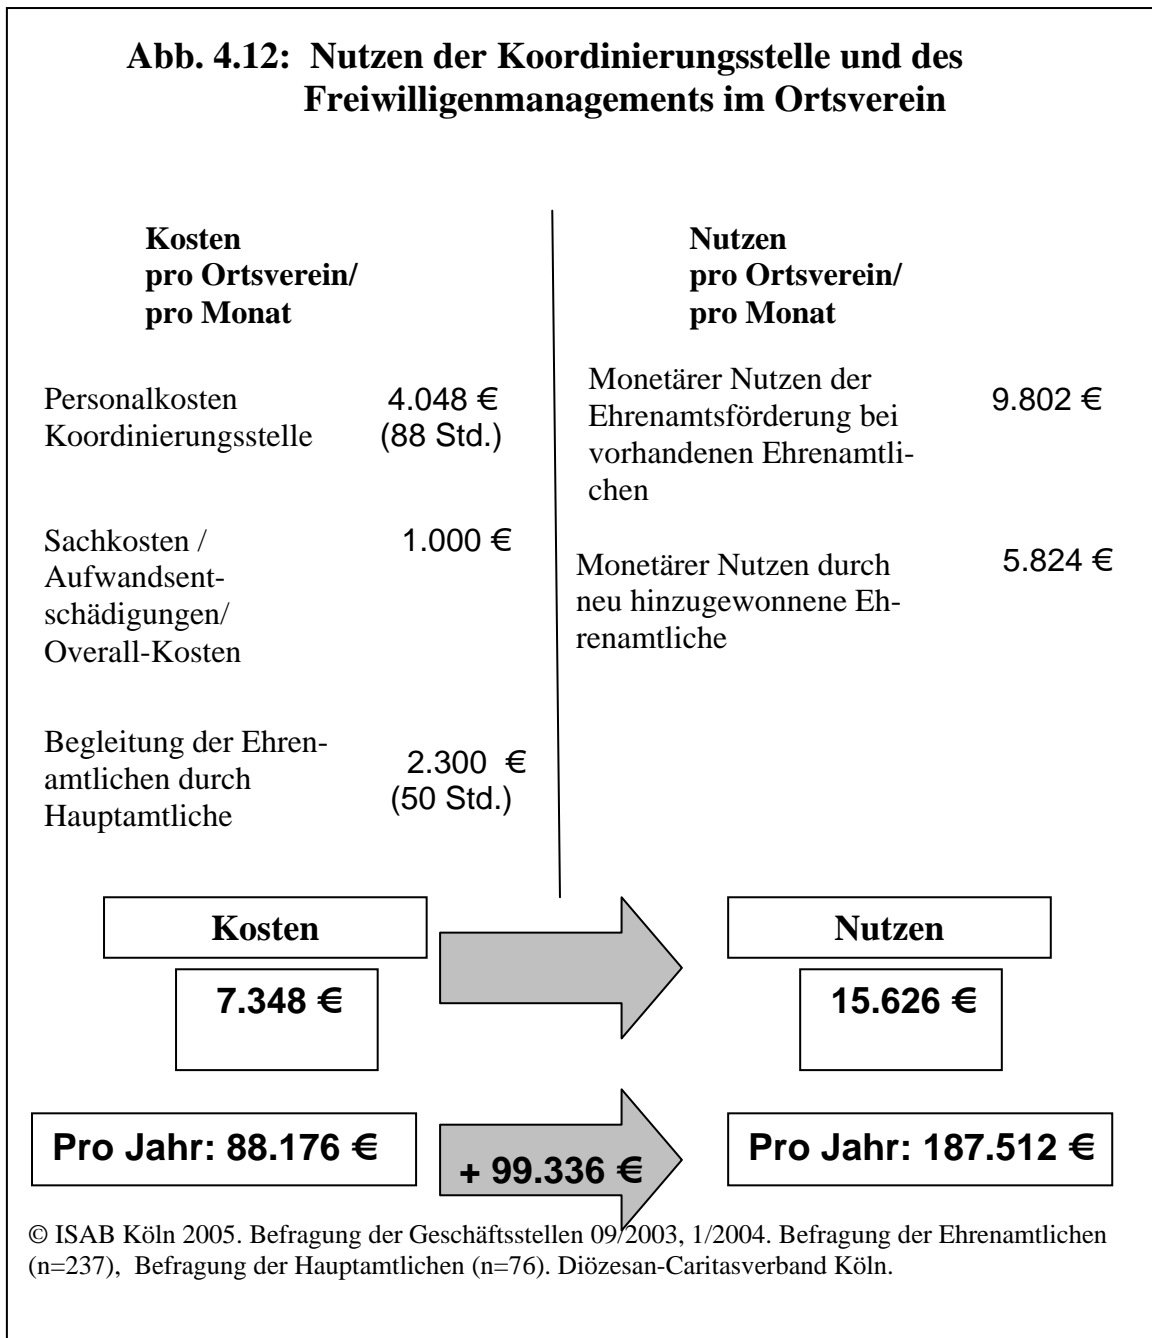 Abb. 4.12: Nutzen der Koordinierungsstelle und des
Freiwilligenmanagements im Ortsverein
Kosten
pro Ortsverein/
pro Monat
Personalkosten
Koordinierungsstelle
4.048 €
(88 Std.)
Sachkosten /
Aufwandsent-
schädigungen/
Overall-Kosten
1.000 €
Begleitung der Ehren-
amtlichen durch
Hauptamtliche
2.300 €
(50 Std.)
Nutzen
pro Ortsverein/
pro Monat
Monetärer Nutzen der
Ehrenamtsförderung bei
vorhandenen Ehrenamtli-
chen
9.802 €
Monetärer Nutzen durch
neu hinzugewonnene Eh-
renamtliche
5.824 €
Kosten
7.348 €
Nutzen
15.626 €
Pro Jahr: 88.176 €
+ 99.336 €
Pro Jahr: 187.512 €
© ISAB Köln 2005. Befragung der Geschäftsstellen 09/2003, 1/2004. Befragung der Ehrenamtlichen
(n=237), Befragung der Hauptamtlichen (n=76). Diözesan-Caritasverband Köln.